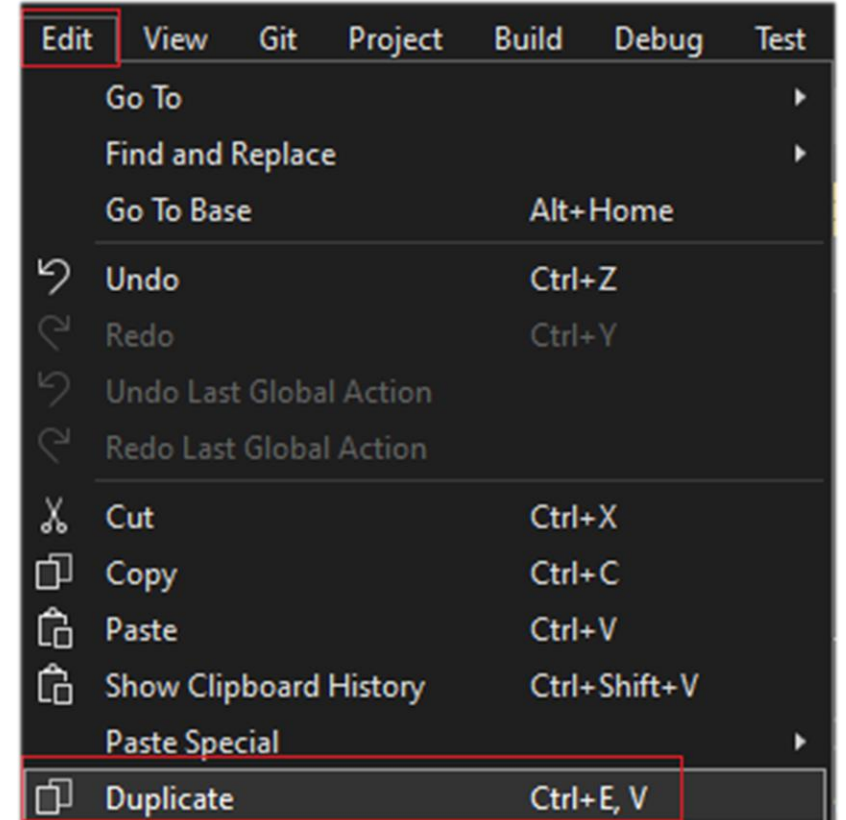 Edit View Git Project Build Debug Test
Go To
Find and Replace
Go To Base Alt+Home
Undo Ctrl+Z
Redo Ctrl+Y
Undo Last Global Action
Redo Last Global Action
Cut Ctrl+X
Copy Ctrl+C
Paste Ctrl+V
Show Clipboard History Ctrl+Shift+V
Paste Special
Duplicate Ctrl+E, V